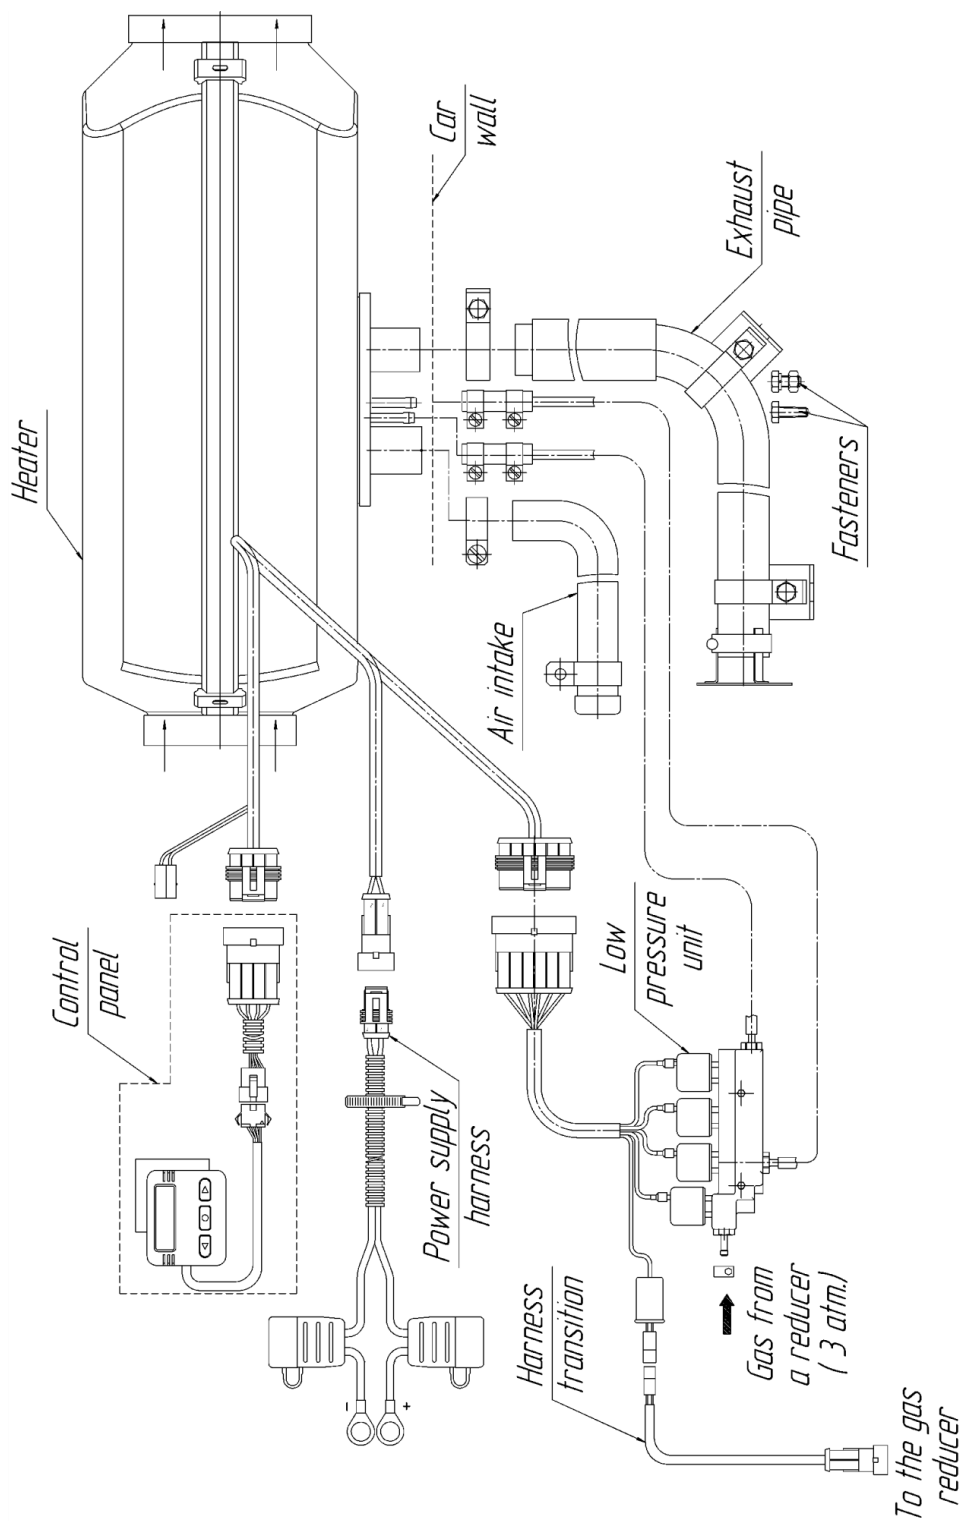 Heater
Car
wall
Exhaust
pipe
Fasteners
Air intake
Control
panel
Low
pressure
unit
Power supply
harness
-
+
Harness
transition
Gas from
a reducer
( 3 atm.)
To the gas
reducer